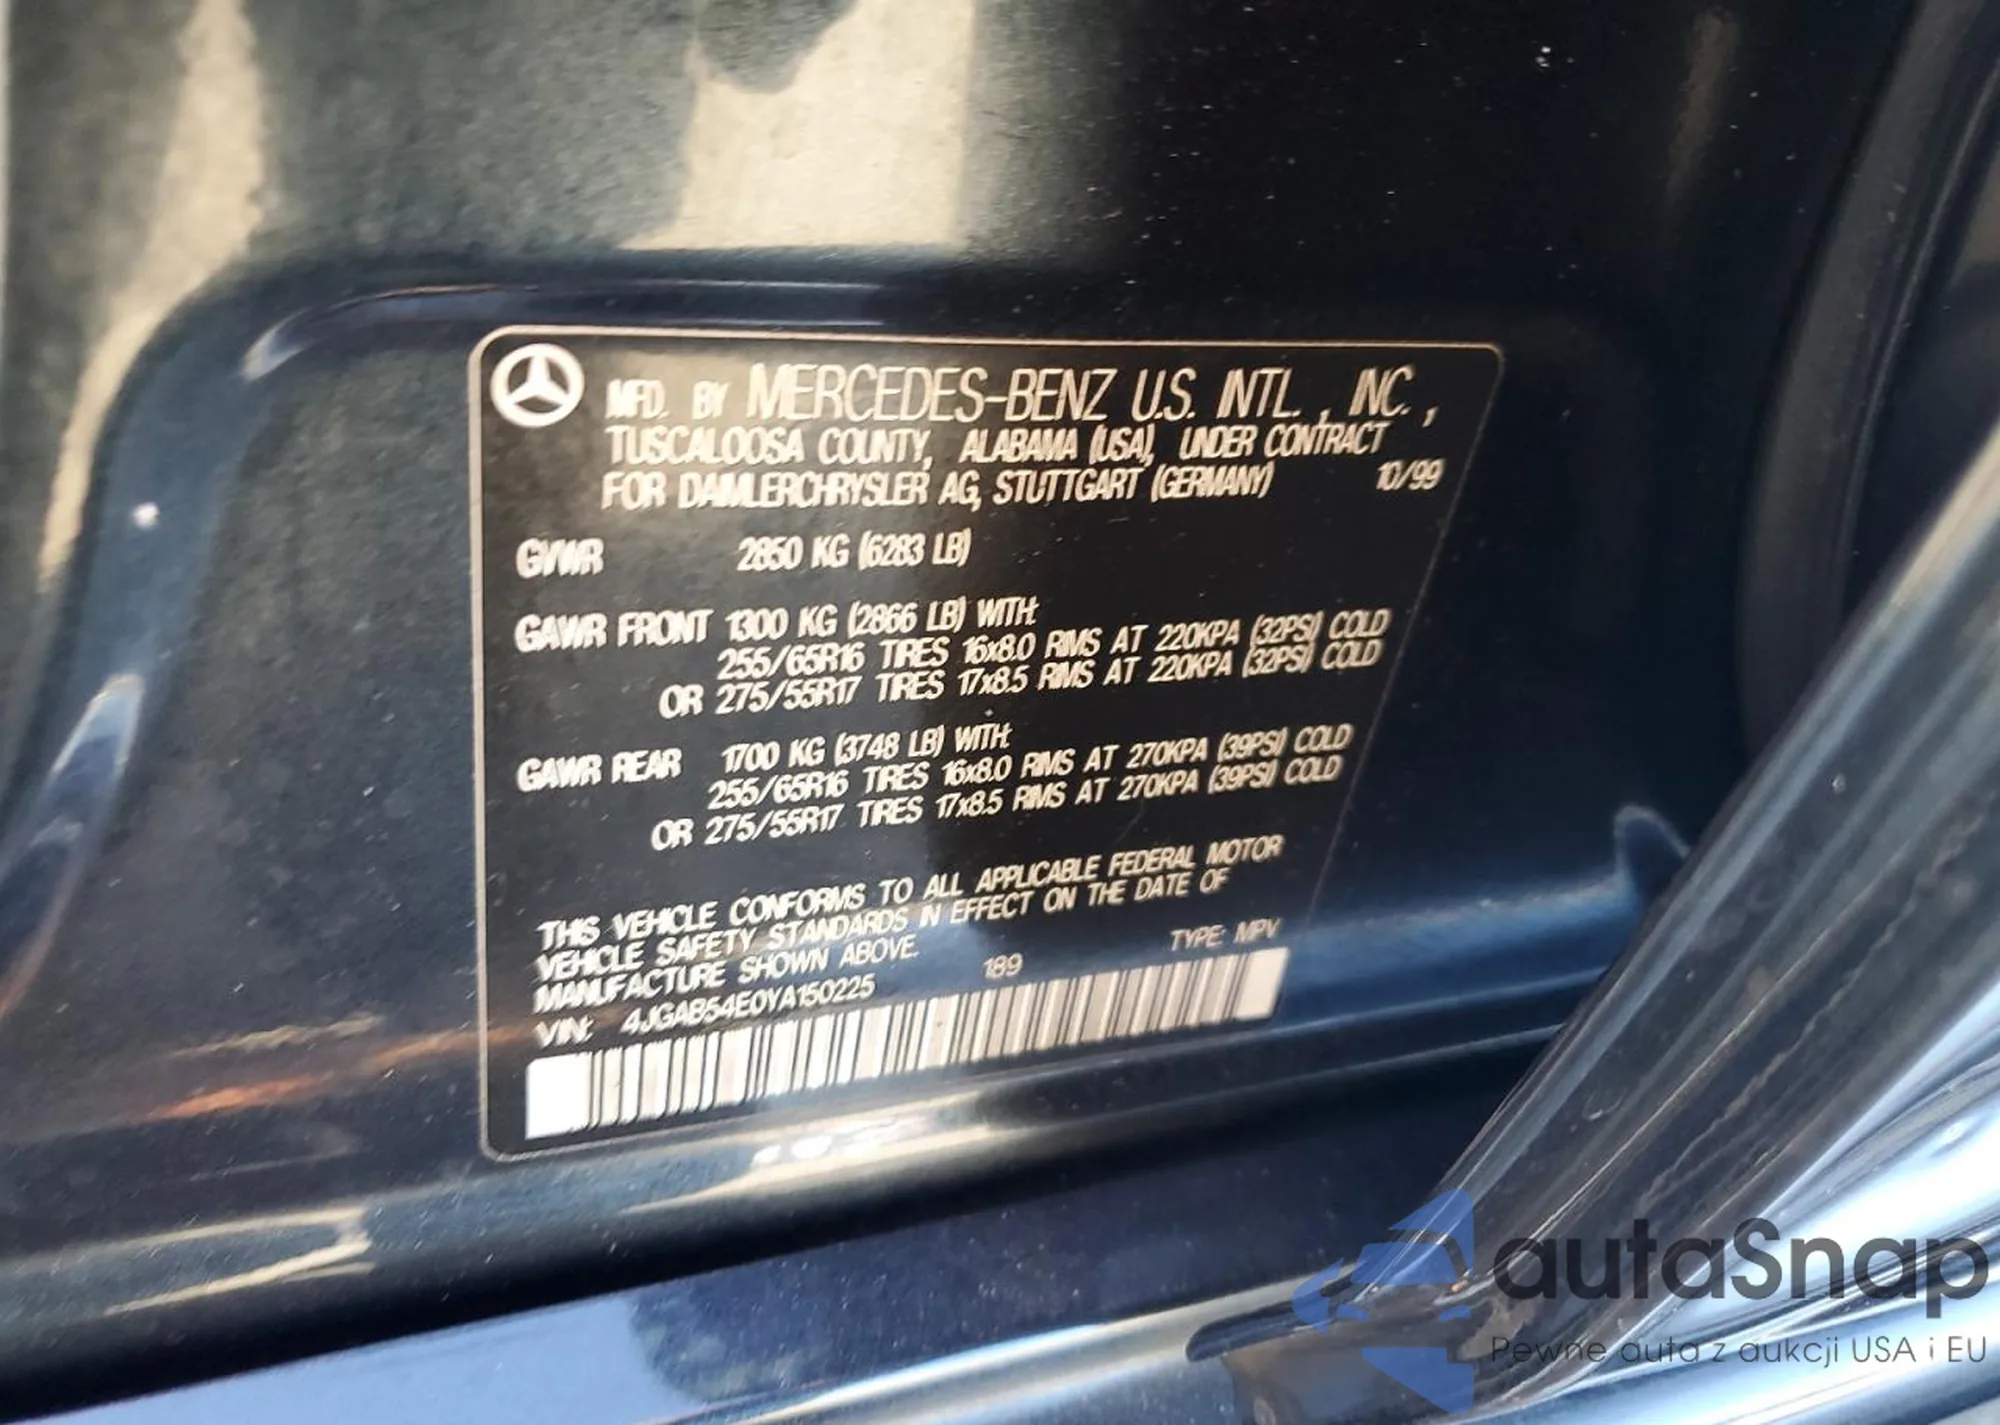 MFD. BY MERCEDES-BENZ U.S. INTL., INC.,
TUSCALOOSA COUNTY, ALABAMA (USA), UNDER CONTRACT
FOR DAIMLERCHRYSLER AG, STUTTGART (GERMANY) 10/99
GVWR 2850 KG (6283 LB)
GAWR FRONT 1300 KG (2866 LB) WITH:
255/65R16 TIRES 16x8.0 RIMS AT 220KPA (32PSI) COLD
OR 275/55R17 TIRES 17x8.5 RIMS AT 220KPA (32PSI) COLD
GAWR REAR 1700 KG (3748 LB) WITH:
255/65R16 TIRES 16x8.0 RIMS AT 270KPA (39PSI) COLD
OR 275/55R17 TIRES 17x8.5 RIMS AT 270KPA (39PSI) COLD
THIS VEHICLE CONFORMS TO ALL APPLICABLE FEDERAL MOTOR
VEHICLE SAFETY STANDARDS IN EFFECT ON THE DATE OF
MANUFACTURE SHOWN ABOVE.
VIN: 4JGAB54E0YA150225 189 TYPE: MPV
autaSnap
Pewne auta z aukcji USA i EU